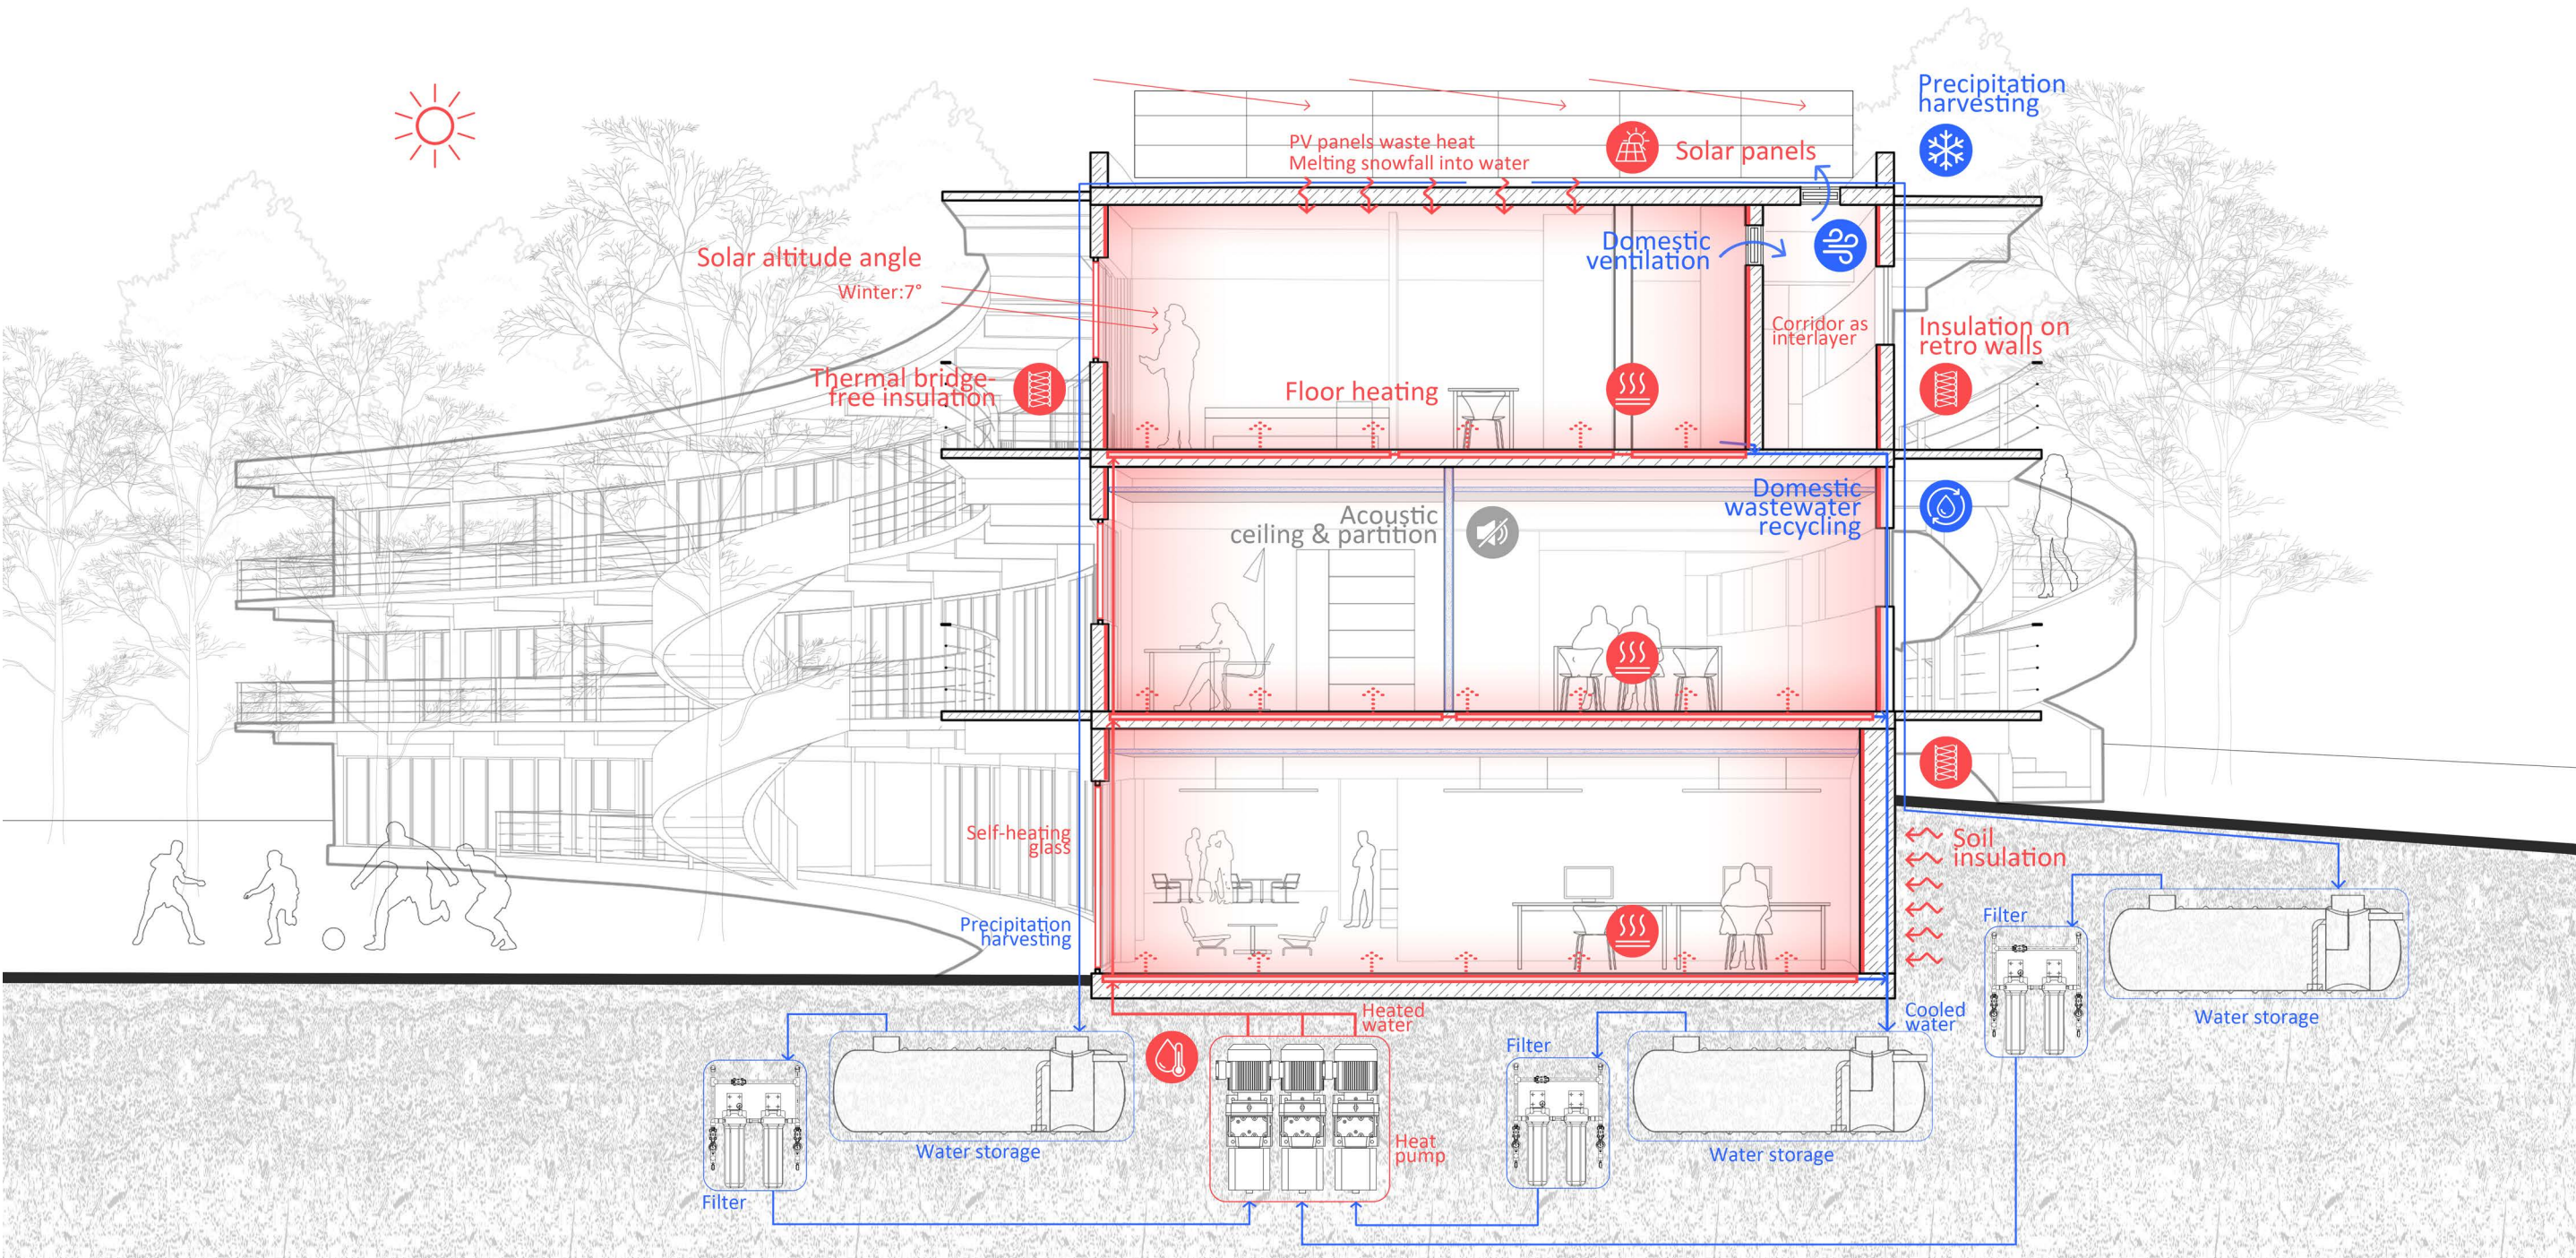 Precipitation
harvesting
PV panels waste heat
Melting snowfall into water
Solar panels
Solar altitude angle
Winter:7°
Domestic
ventilation
Corridor as
interlayer
Insulation on
retro walls
Thermal bridge-
free insulation
Floor heating
Acoustic
ceiling & partition
Domestic
wastewater
recycling
Self-heating
glass
Soil
insulation
Precipitation
harvesting
Filter
Water storage
Heated
water
Cooled
water
Filter
Heat
pump
Water storage
Water storage
Filter